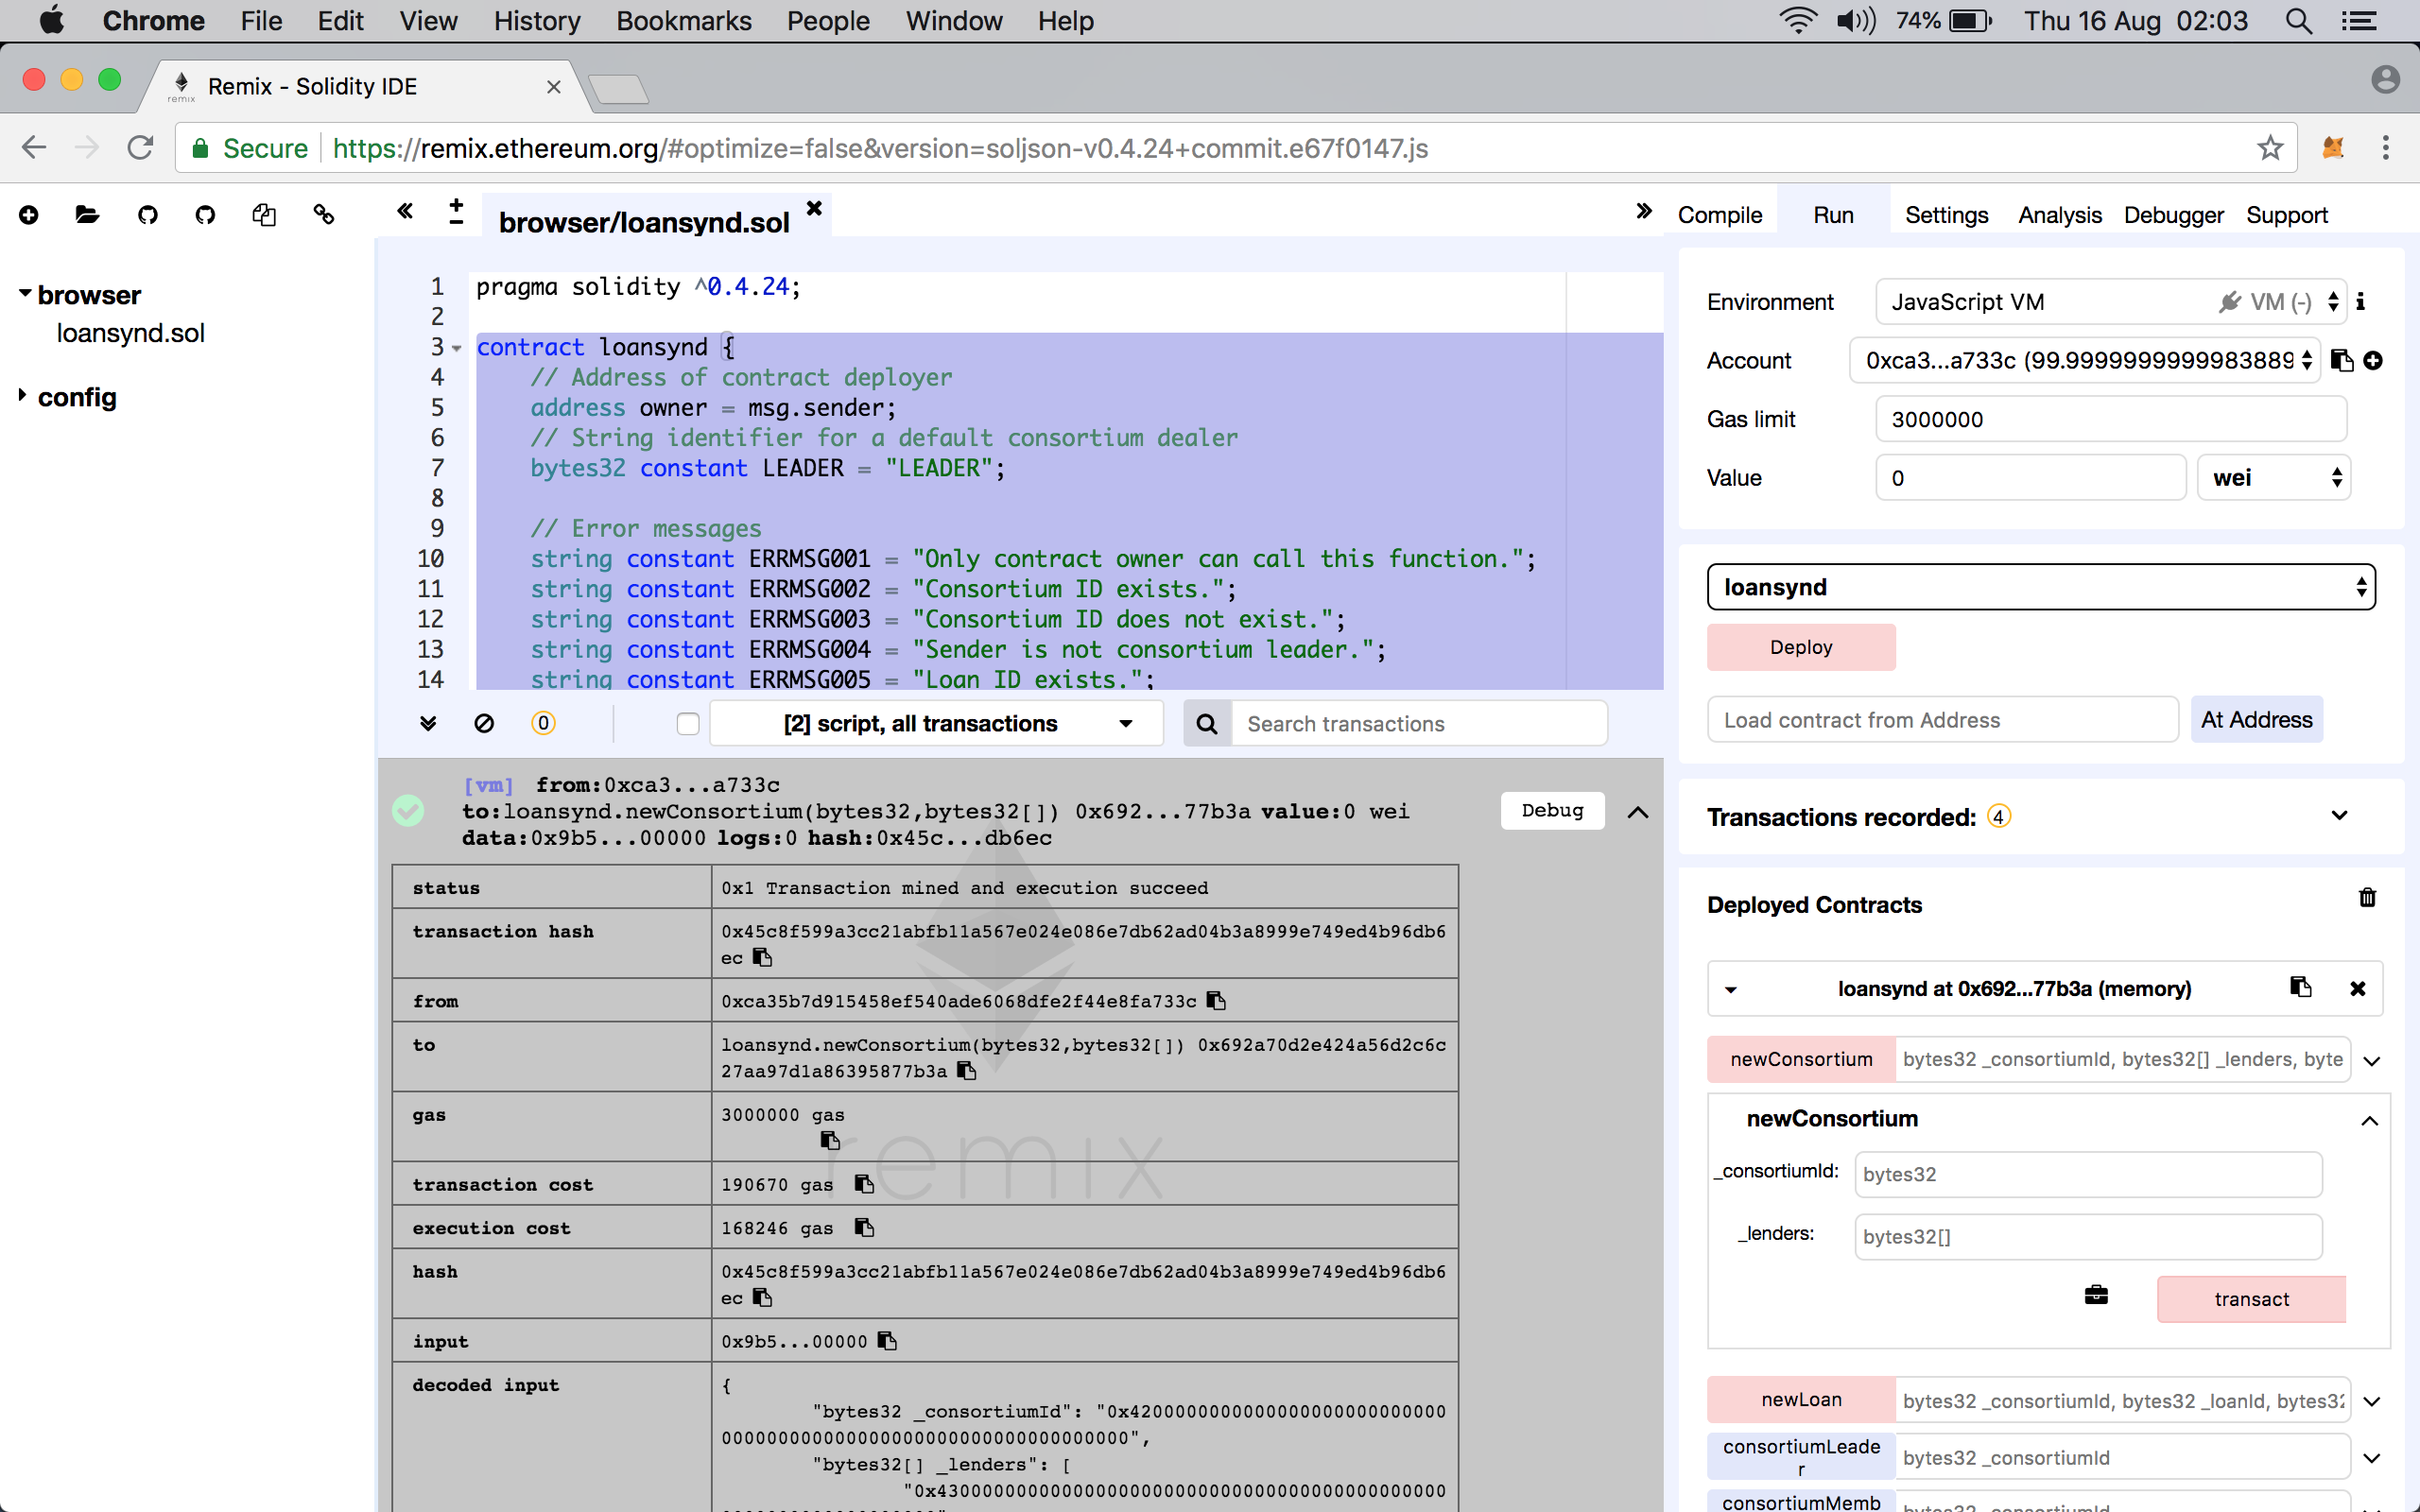 Chrome File Edit View History Bookmarks People Window Help 74% Thu 16 Aug 02:03
remix Remix - Solidity IDE
Secure https://remix.ethereum.org/#optimize=false&version=soljson-v0.4.24+commit.e67f0147.js
browser
loansynd.sol
config
browser/loansynd.sol
1 pragma solidity ^0.4.24;
2
3 contract loansynd {
4 // Address of contract deployer
5 address owner = msg.sender;
6 // String identifier for a default consortium dealer
7 bytes32 constant LEADER = "LEADER";
8
9 // Error messages
10 string constant ERRMSG001 = "Only contract owner can call this function.";
11 string constant ERRMSG002 = "Consortium ID exists.";
12 string constant ERRMSG003 = "Consortium ID does not exist.";
13 string constant ERRMSG004 = "Sender is not consortium leader.";
14 string constant ERRMSG005 = "Loan ID exists.";
0 [2] script, all transactions Search transactions
[vm] from:0xca3...a733c
to:loansynd.newConsortium(bytes32,bytes32[]) 0x692...77b3a value:0 wei
data:0x9b5...00000 logs:0 hash:0x45c...db6ec
Debug
status 0x1 Transaction mined and execution succeed
transaction hash 0x45c8f599a3cc21abfb11a567e024e086e7db62ad04b3a8999e749ed4b96db6
ec
from 0xca35b7d915458ef540ade6068dfe2f44e8fa733c
to loansynd.newConsortium(bytes32,bytes32[]) 0x692a70d2e424a56d2c6c
27aa97d1a86395877b3a
gas 3000000 gas
remix
transaction cost 190670 gas
execution cost 168246 gas
hash 0x45c8f599a3cc21abfb11a567e024e086e7db62ad04b3a8999e749ed4b96db6
ec
input 0x9b5...00000
decoded input {
"bytes32 _consortiumId": "0x4200000000000000000000000000
000000000000000000000000000000000000",
"bytes32[] _lenders": [
Compile Run Settings Analysis Debugger Support
Environment JavaScript VM VM (-)
Account 0xca3...a733c (99.9999999999983889
Gas limit 3000000
Value 0 wei
loansynd
Deploy
Load contract from Address At Address
Transactions recorded: 4
Deployed Contracts
loansynd at 0x692...77b3a (memory)
newConsortium bytes32 _consortiumId, bytes32[] _lenders, byte
newConsortium
_consortiumId: bytes32
_lenders: bytes32[]
transact
newLoan bytes32 _consortiumId, bytes32 _loanId, bytes32
consortiumLeade
r
bytes32 _consortiumId
consortiumMemb